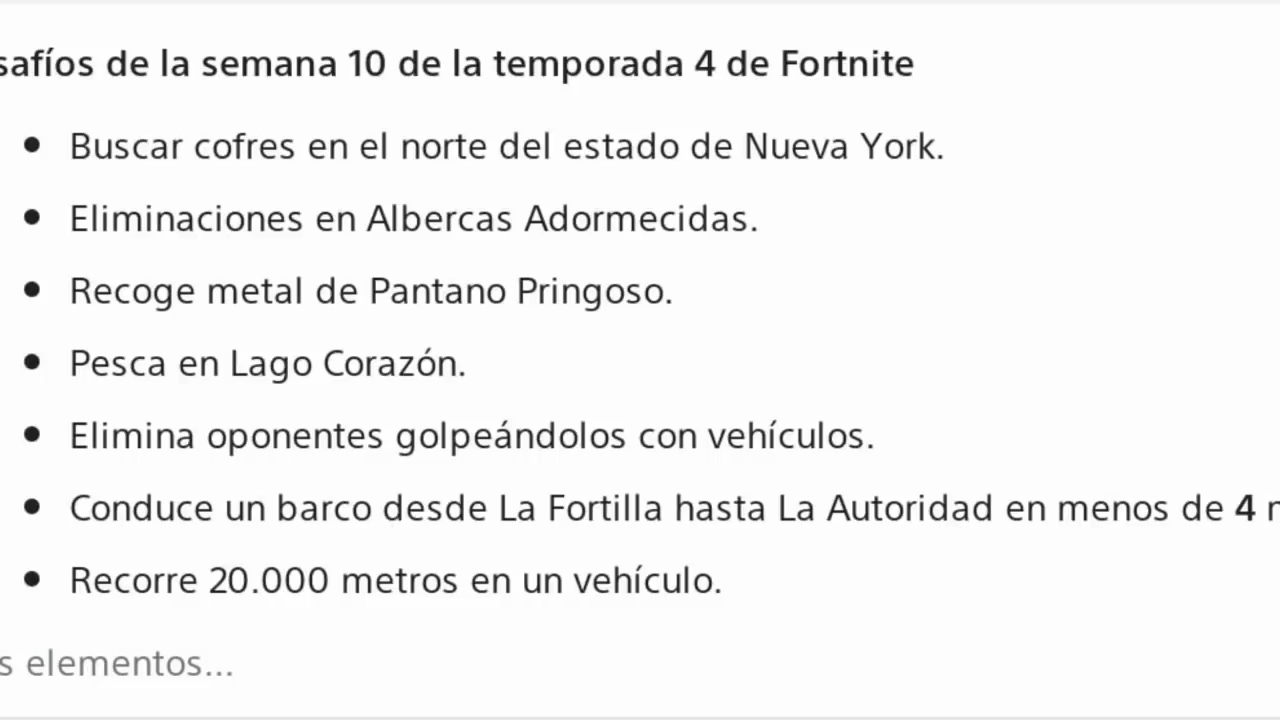 safíos de la semana 10 de la temporada 4 de Fortnite
Buscar cofres en el norte del estado de Nueva York.
Eliminaciones en Albercas Adormecidas.
Recoge metal de Pantano Pringoso.
Pesca en Lago Corazón.
Elimina oponentes golpeándolos con vehículos.
Conduce un barco desde La Fortilla hasta La Autoridad en menos de 4
Recorre 20.000 metros en un vehículo.
s elementos...